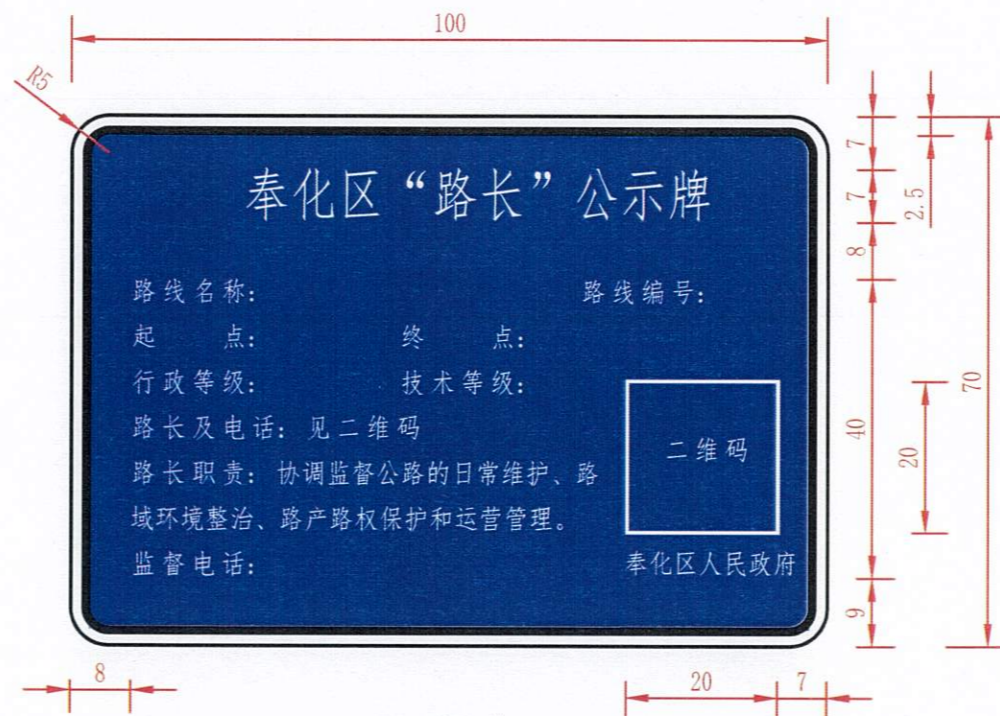 100
R5
奉化区“路长”公示牌
路线名称： 路线编号：
起 点： 终 点：
行政等级： 技术等级：
路长及电话：见二维码
路长职责：协调监督公路的日常维护、路
域环境整治、路产路权保护和运营管理。
监督电话：
二维码
奉化区人民政府
7
7
8
40
9
2.5
20
70
8
20
7